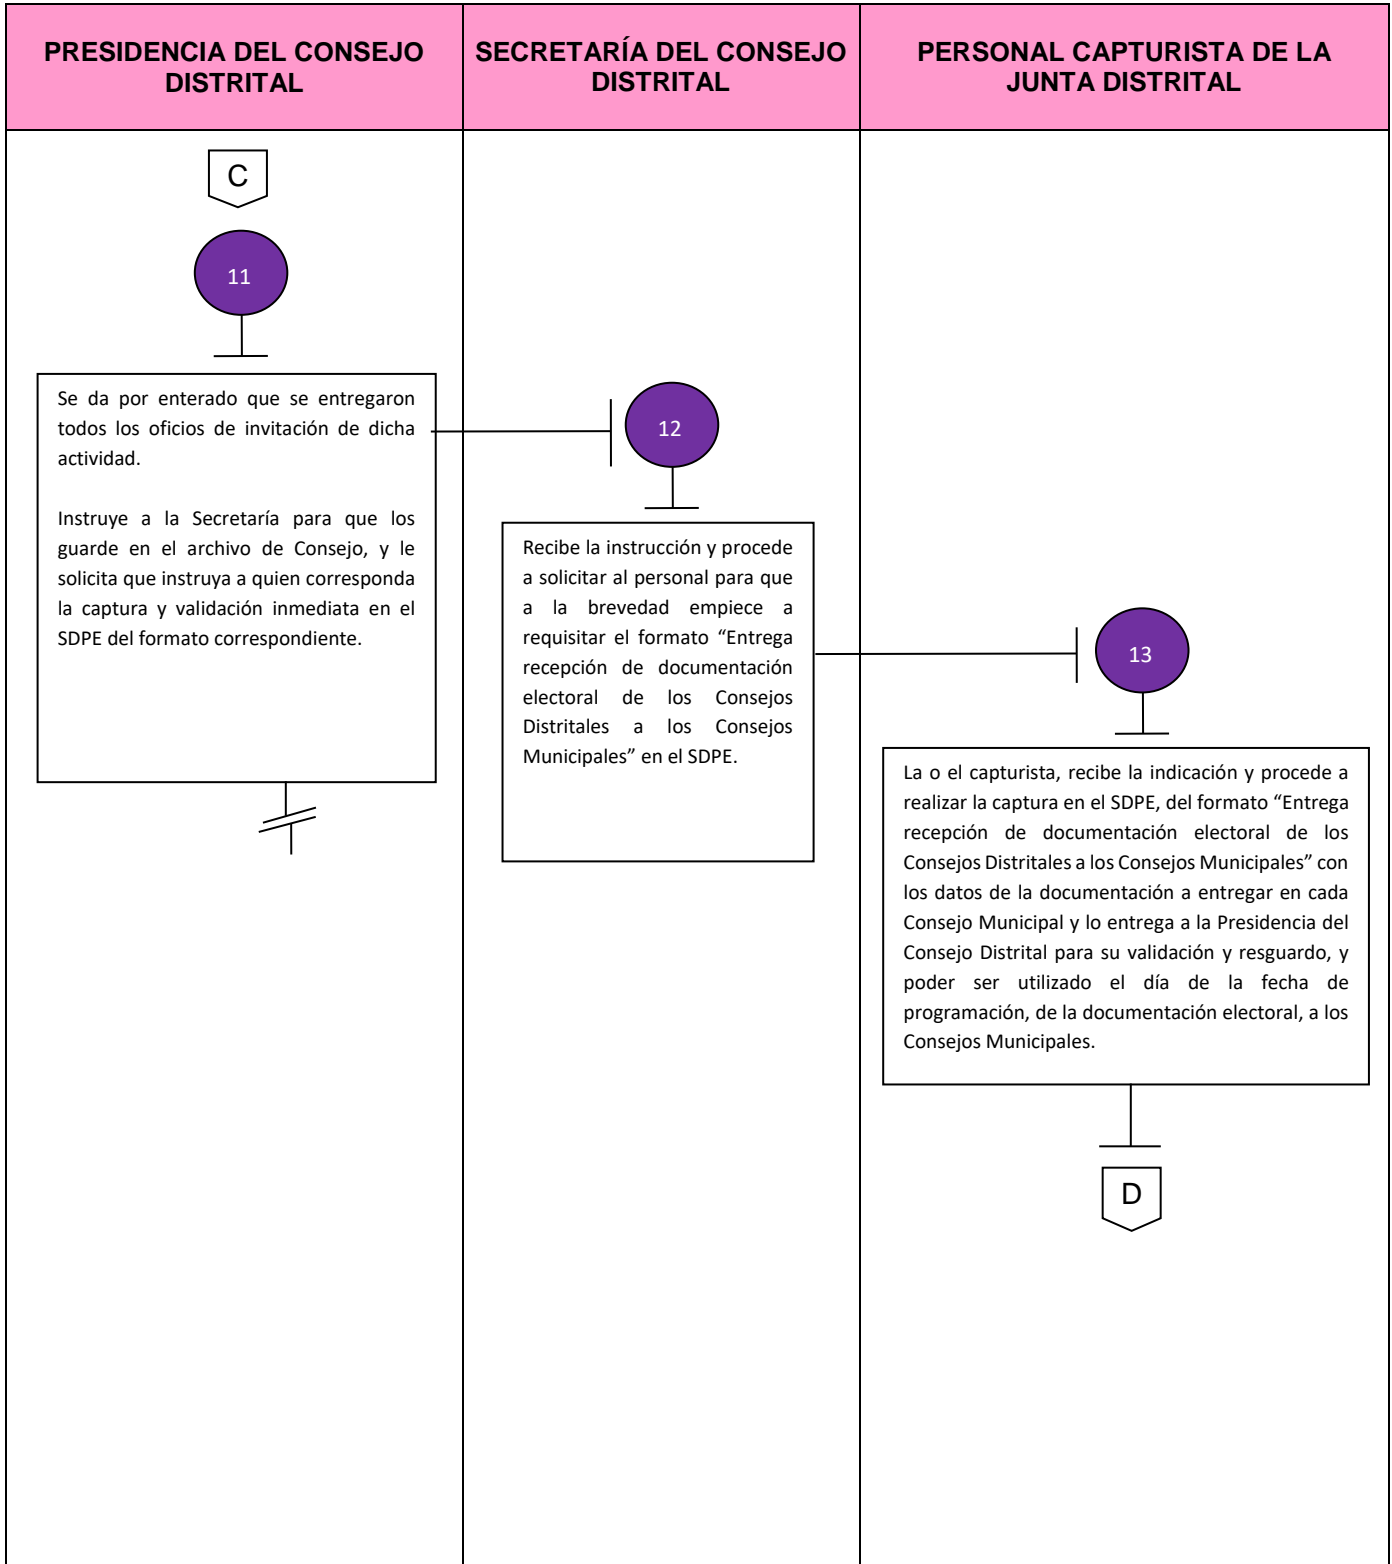 PRESIDENCIA DEL CONSEJO
DISTRITAL
SECRETARÍA DEL CONSEJO
DISTRITAL
PERSONAL CAPTURISTA DE LA
JUNTA DISTRITAL
C
11
Se da por enterado que se entregaron
todos los oficios de invitación de dicha
actividad.
Instruye a la Secretaría para que los
guarde en el archivo de Consejo, y le
solicita que instruya a quien corresponda
la captura y validación inmediata en el
SDPE del formato correspondiente.
12
Recibe la instrucción y procede
a solicitar al personal para que
a la brevedad empiece a
requisitar el formato “Entrega
recepción de documentación
electoral de los Consejos
Distritales a los Consejos
Municipales” en el SDPE.
13
La o el capturista, recibe la indicación y procede a
realizar la captura en el SDPE, del formato “Entrega
recepción de documentación electoral de los
Consejos Distritales a los Consejos Municipales” con
los datos de la documentación a entregar en cada
Consejo Municipal y lo entrega a la Presidencia del
Consejo Distrital para su validación y resguardo, y
poder ser utilizado el día de la fecha de
programación, de la documentación electoral, a los
Consejos Municipales.
D